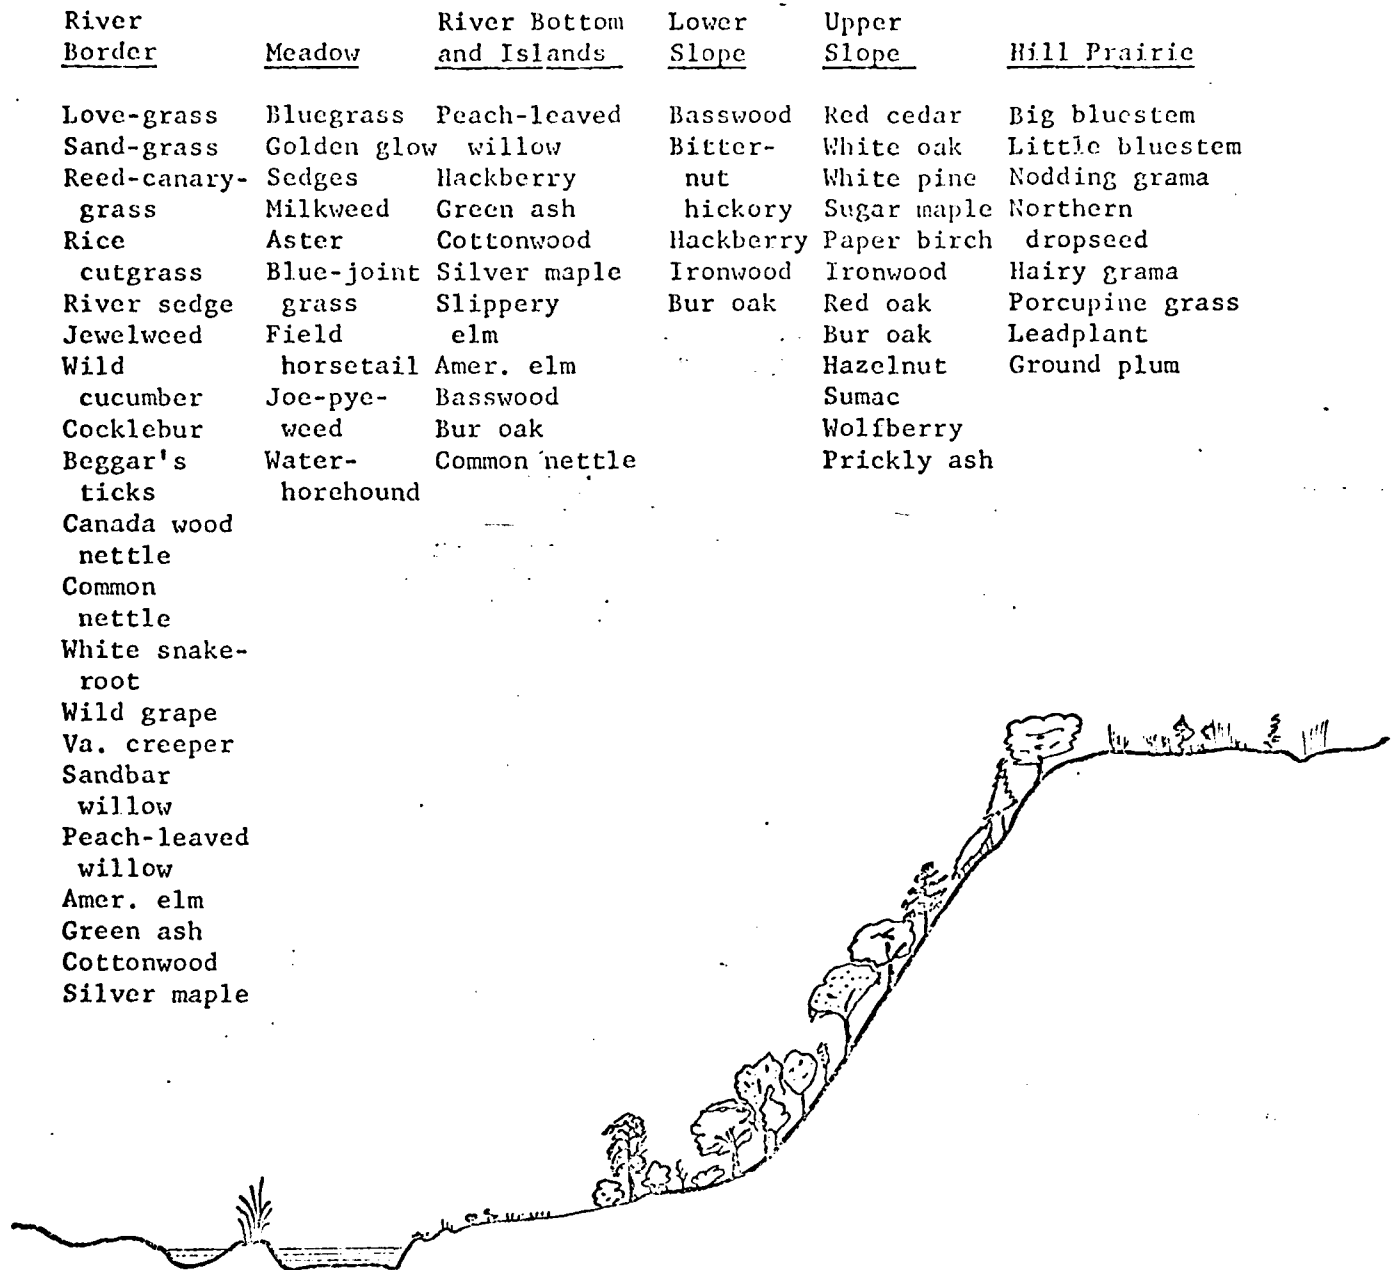 River Border
Love-grass
Sand-grass
Reed-canary-
grass
Rice
cutgrass
River sedge
Jewelweed
Wild
cucumber
Cocklebur
Beggar's
ticks
Canada wood
nettle
Common
nettle
White snake-
root
Wild grape
Va. creeper
Sandbar
willow
Peach-leaved
willow
Amer. elm
Green ash
Cottonwood
Silver maple
Meadow
Bluegrass
Golden glow
Sedges
Milkweed
Aster
Blue-joint
grass
Field
horsetail
Joe-pye-
weed
Water-
horehound
River Bottom
and Islands
Peach-leaved
willow
Hackberry
Green ash
Cottonwood
Silver maple
Slippery
elm
Amer. elm
Basswood
Bur oak
Common nettle
Lower
Slope
Basswood
Bitter-
nut
hickory
Hackberry
Ironwood
Bur oak
Upper
Slope
Red cedar
White oak
White pine
Sugar maple
Paper birch
Ironwood
Red oak
Bur oak
Hazelnut
Sumac
Wolfberry
Prickly ash
Hill Prairie
Big bluestem
Little bluestem
Nodding grama
Northern
dropseed
Hairy grama
Porcupine grass
Leadplant
Ground plum